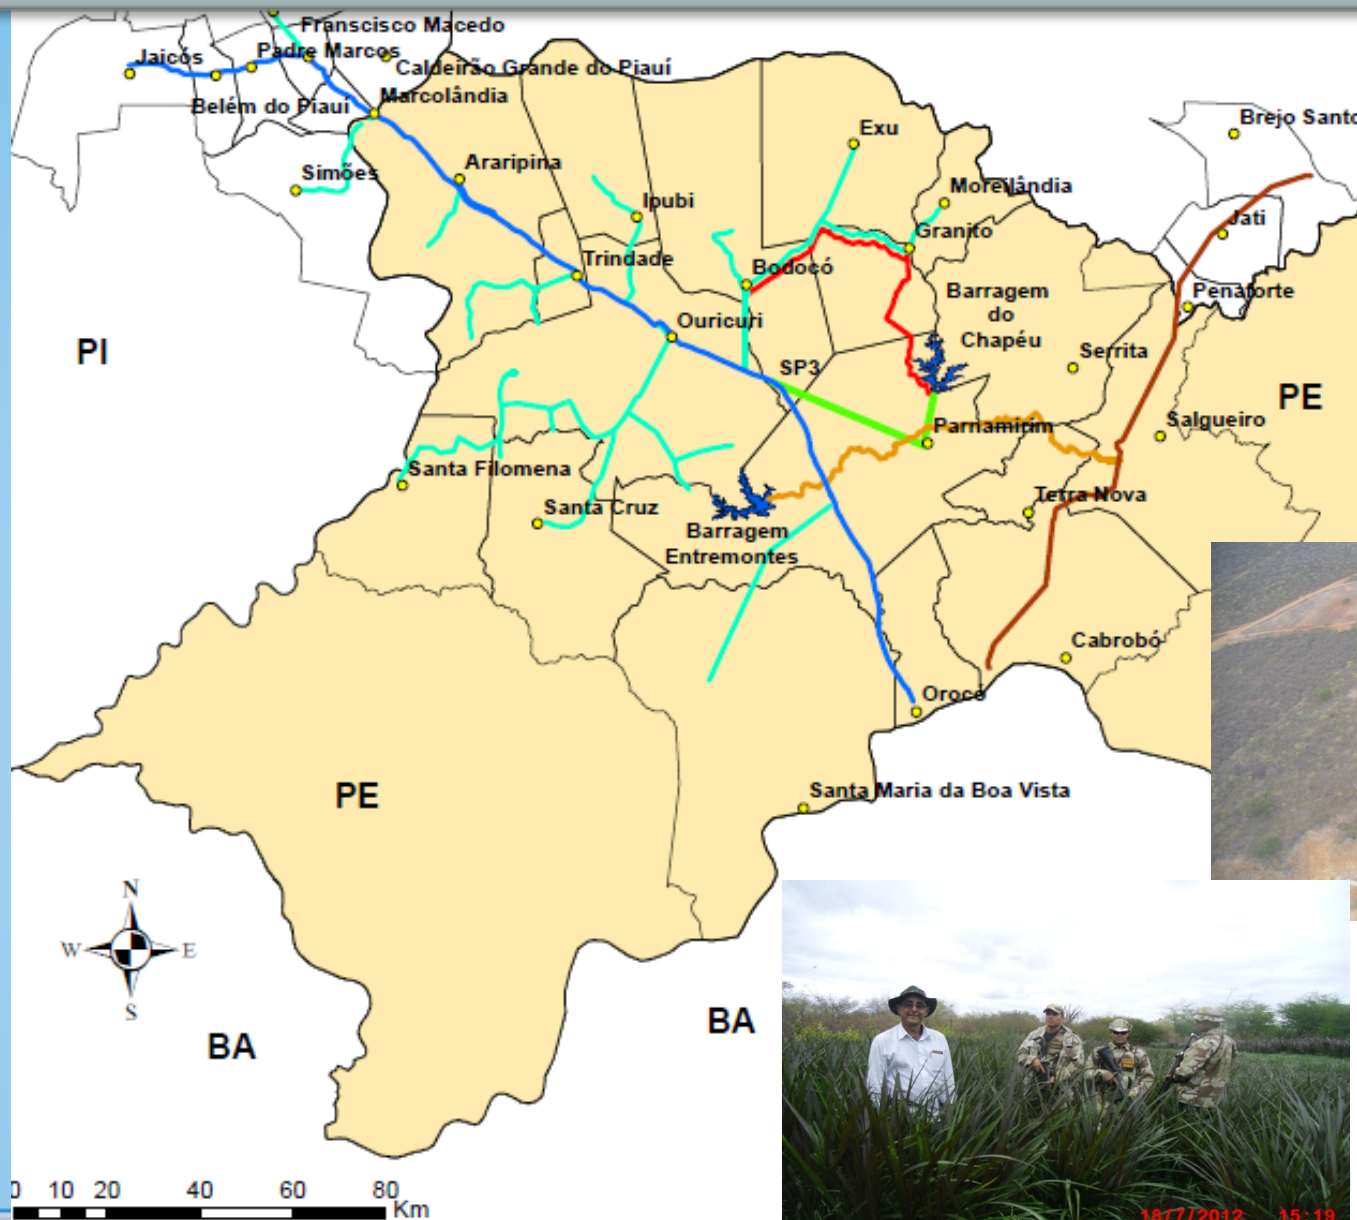 Franscisco Macedo
Jaicós
Padre Marcos
Caldeirão Grande do Piauí
Belém do Piauí
Marcolândia
Simões
Araripina
Exu
Brejo Santo
Ipubi
Moreilândia
Jati
Granito
Trindade
Bodocó
Barragem
do
Chapéu
Penaforte
PI
Ouricuri
Serrita
SP3
PE
Salgueiro
Parnamirim
Santa Filomena
Santa Cruz
Tetra Nova
Barragem
Entremontes
Cabrobó
Orocó
PE
Santa Maria da Boa Vista
N
W E
S
BA
BA
0 10 20 40 60 80
Km
18/7/2012 15:19